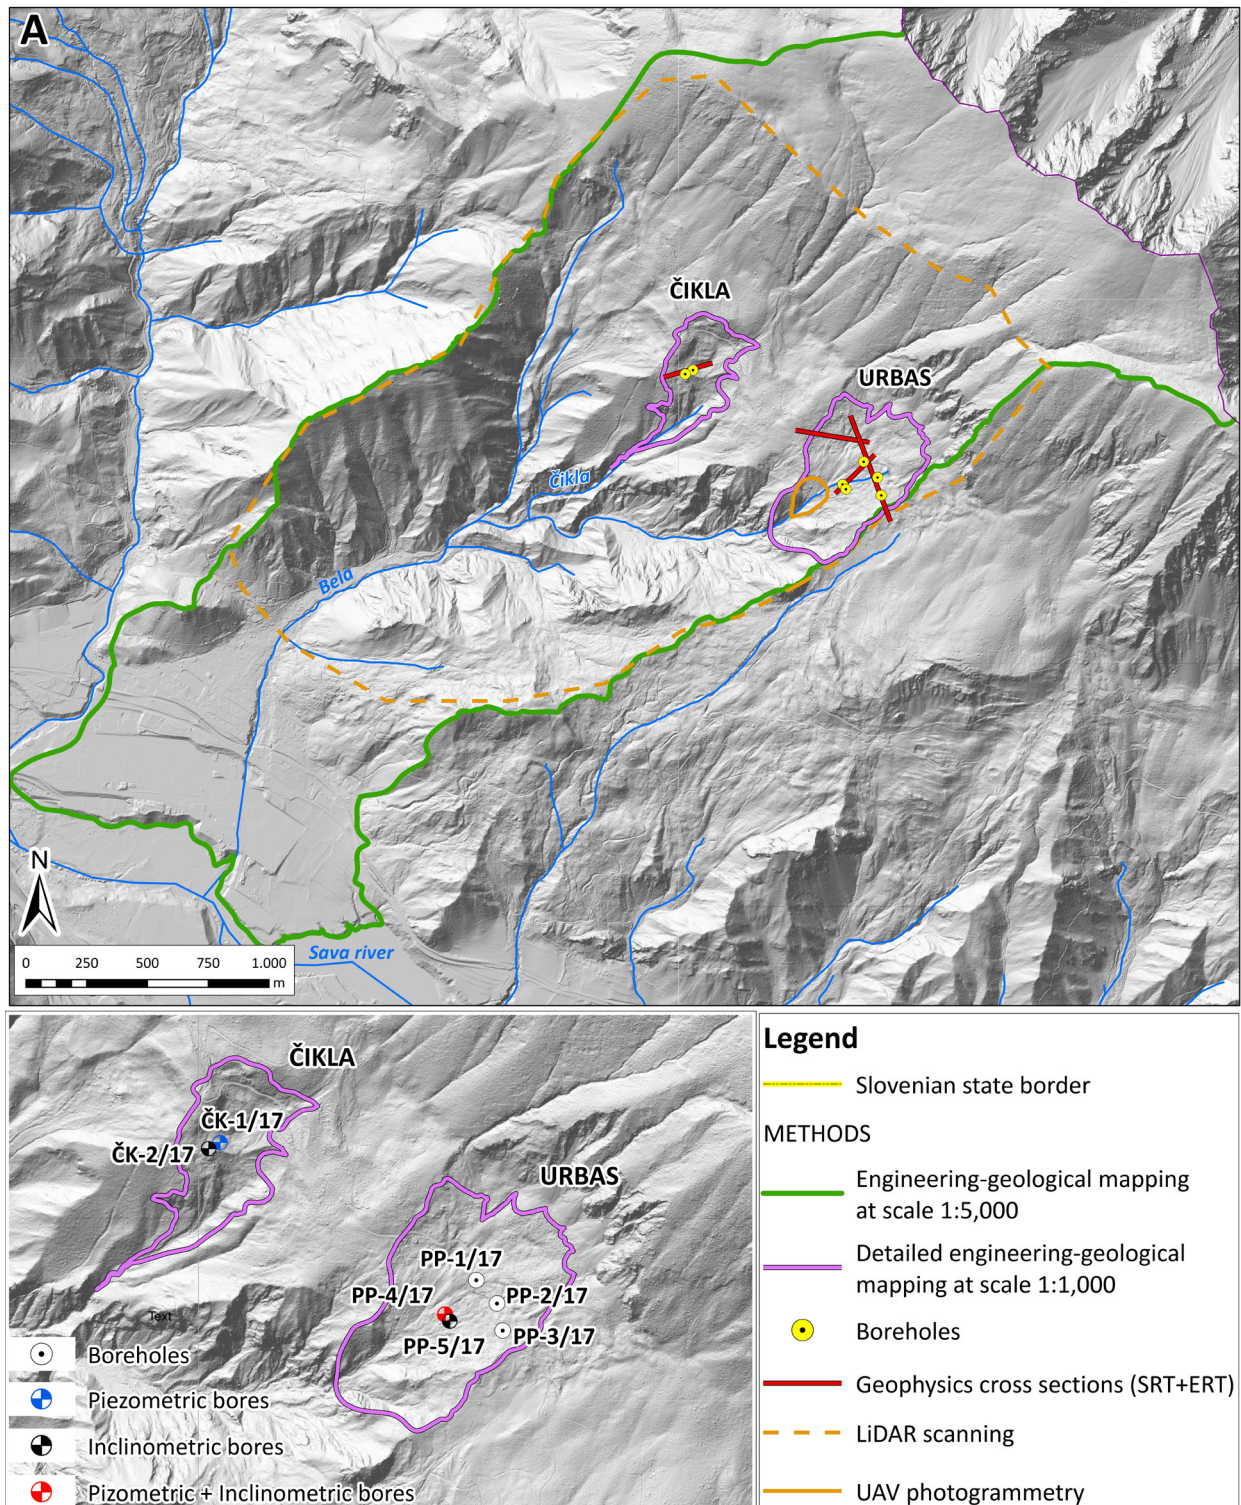 A
ČIKLA
URBAS
Čikla
Bela
N
0 250 500 750 1.000
m
Sava river
ČIKLA
ČK-1/17
ČK-2/17
URBAS
PP-1/17
PP-4/17
PP-2/17
PP-3/17
PP-5/17
Text
Boreholes
Piezometric bores
Inclinometric bores
Pizometric + Inclinometric bores
Legend
Slovenian state border
METHODS
Engineering-geological mapping
at scale 1:5,000
Detailed engineering-geological
mapping at scale 1:1,000
Boreholes
Geophysics cross sections (SRT+ERT)
LiDAR scanning
UAV photogrammetry